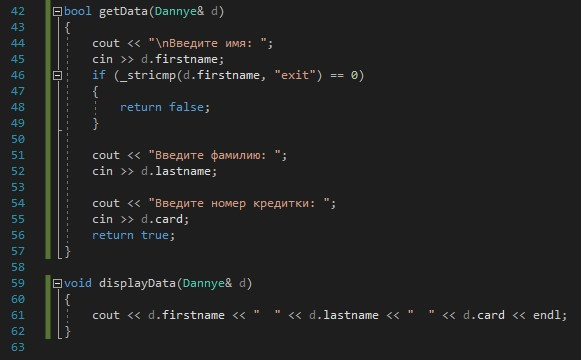 42 bool getData(Dannye& d)
43 {
44     cout << "\nВведите имя: ";
45     cin >> d.firstname;
46     if (_stricmp(d.firstname, "exit") == 0)
47     {
48         return false;
49     }
50
51     cout << "Введите фамилию: ";
52     cin >> d.lastname;
53
54     cout << "Введите номер кредитки: ";
55     cin >> d.card;
56     return true;
57 }
58
59 void displayData(Dannye& d)
60 {
61     cout << d.firstname << "  " << d.lastname << "  " << d.card << endl;
62 }
63